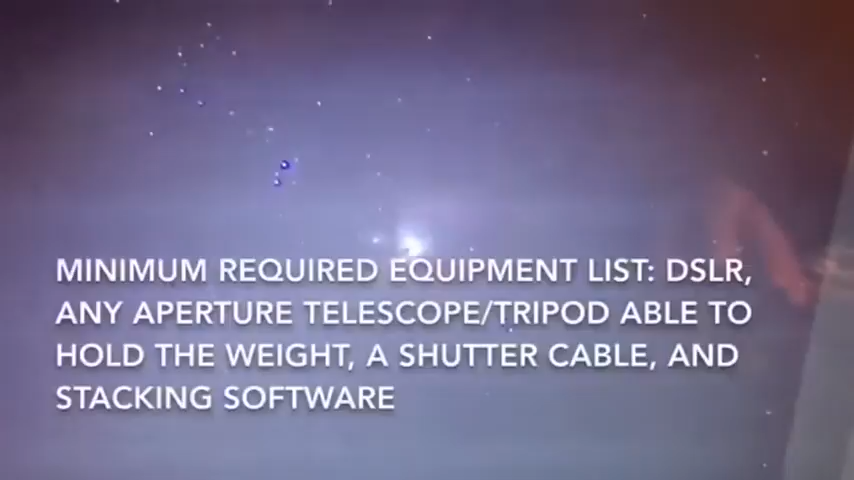 MINIMUM REQUIRED EQUIPMENT LIST: DSLR,
ANY APERTURE TELESCOPE/TRIPOD ABLE TO
HOLD THE WEIGHT, A SHUTTER CABLE, AND
STACKING SOFTWARE